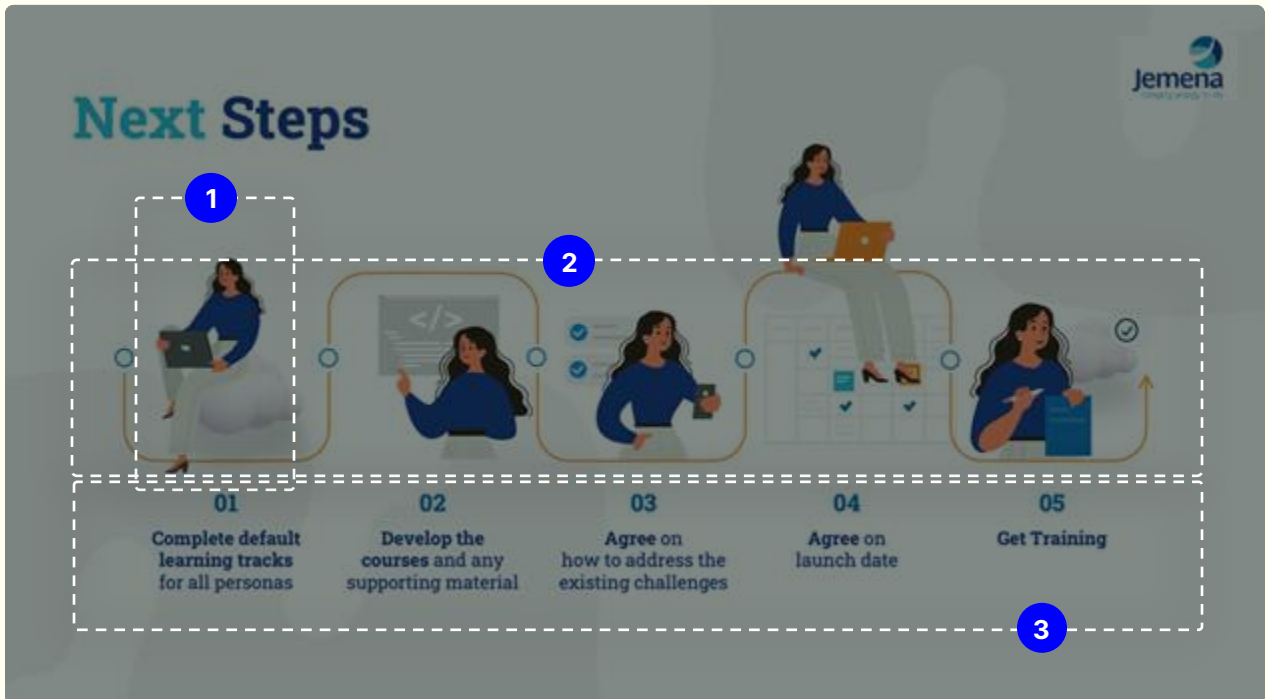 Jemena
Next Steps
1
2
</>
01
Complete default
learning tracks
for all personas
02
Develop the
courses and any
supporting material
03
Agree on
how to address the
existing challenges
04
Agree on
launch date
05
Get Training
3